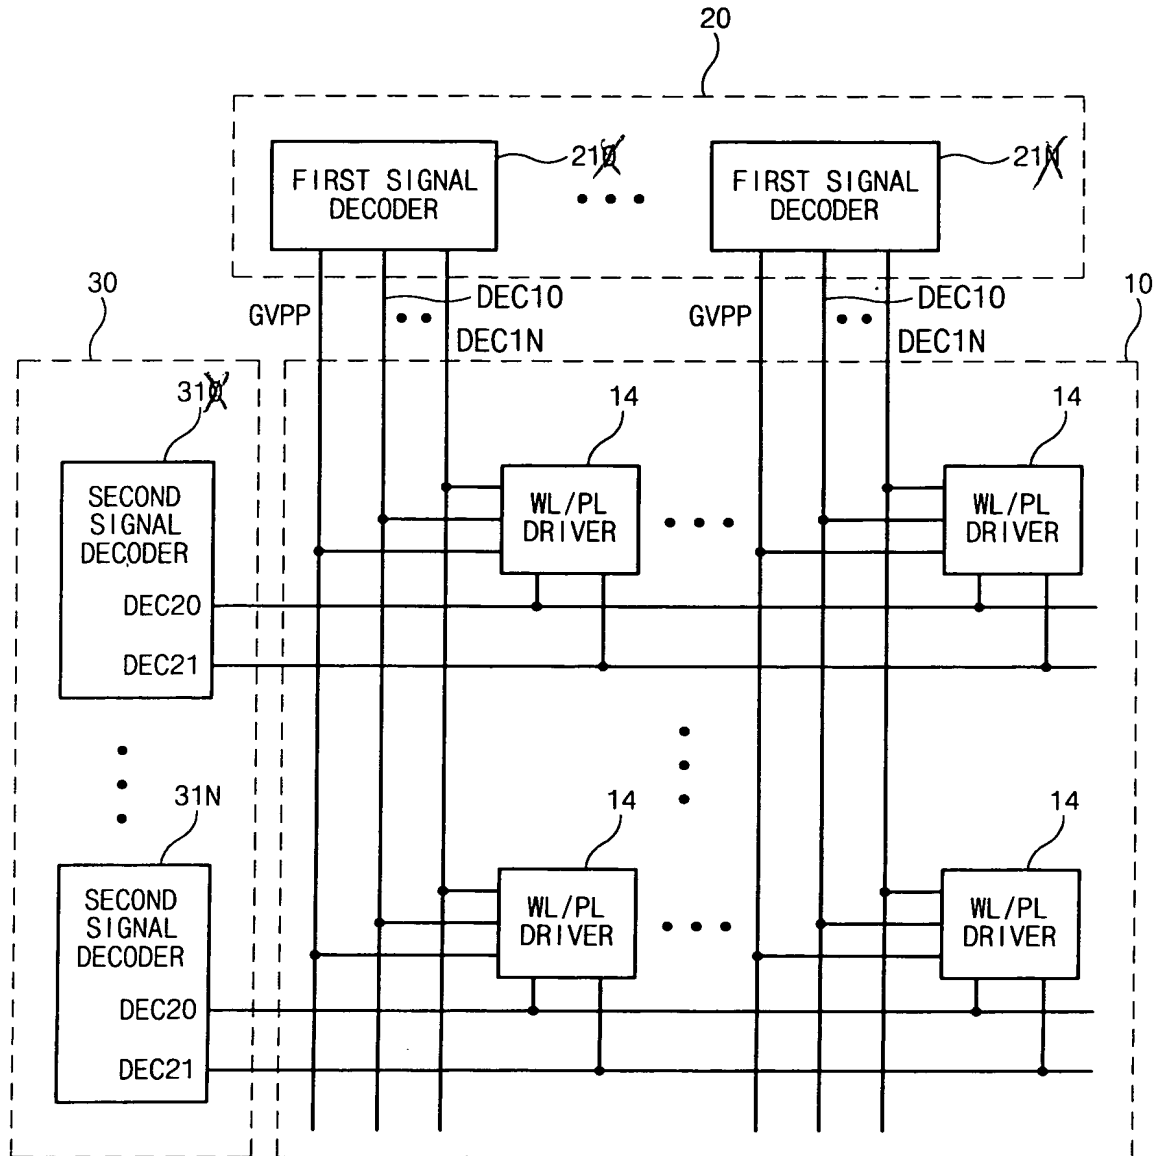 20
FIRST SIGNAL
DECODER
210
FIRST SIGNAL
DECODER
21N
30
GVPP
DEC10
DEC1N
GVPP
DEC10
DEC1N
10
310
SECOND
SIGNAL
DECODER
DEC20
DEC21
14
WL/PL
DRIVER
14
WL/PL
DRIVER
31N
SECOND
SIGNAL
DECODER
DEC20
DEC21
14
WL/PL
DRIVER
14
WL/PL
DRIVER